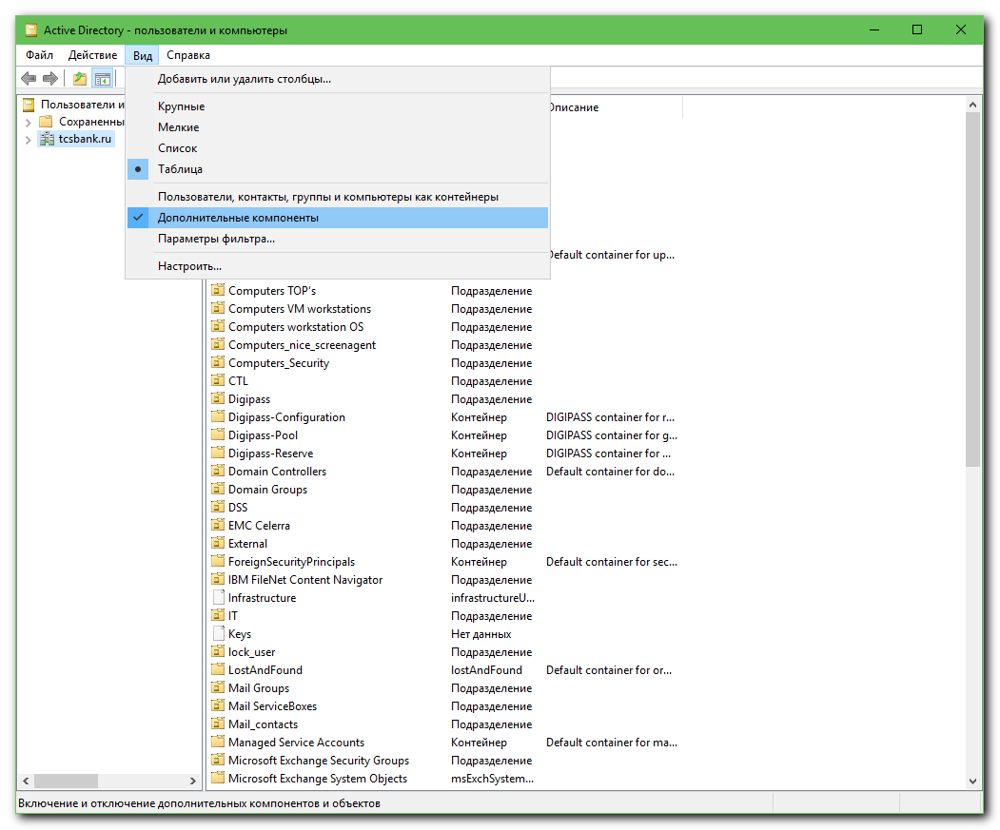 Active Directory - пользователи и компьютеры
Файл Действие Вид Справка
Добавить или удалить столбцы...
Крупные
Мелкие
Список
Таблица
Пользователи, контакты, группы и компьютеры как контейнеры
Дополнительные компоненты
Параметры фильтра...
Настроить...
Пользователи и
Сохраненны
tcsbank.ru
Описание
Default container for up...
Computers TOP's Подразделение
Computers VM workstations Подразделение
Computers workstation OS Подразделение
Computers_nice_screenagent Подразделение
Computers_Security Подразделение
CTL Подразделение
Digipass Подразделение
Digipass-Configuration Контейнер DIGIPASS container for r...
Digipass-Pool Контейнер DIGIPASS container for g...
Digipass-Reserve Контейнер DIGIPASS container for ...
Domain Controllers Подразделение Default container for do...
Domain Groups Подразделение
DSS Подразделение
EMC Celerra Подразделение
External Подразделение
ForeignSecurityPrincipals Контейнер Default container for sec...
IBM FileNet Content Navigator Подразделение
Infrastructure infrastructureU...
IT Подразделение
Keys Нет данных
lock_user Подразделение
LostAndFound lostAndFound Default container for or...
Mail Groups Подразделение
Mail ServiceBoxes Подразделение
Mail_contacts Подразделение
Managed Service Accounts Контейнер Default container for ma...
Microsoft Exchange Security Groups Подразделение
Microsoft Exchange System Objects msExchSystem...
Включение и отключение дополнительных компонентов и объектов